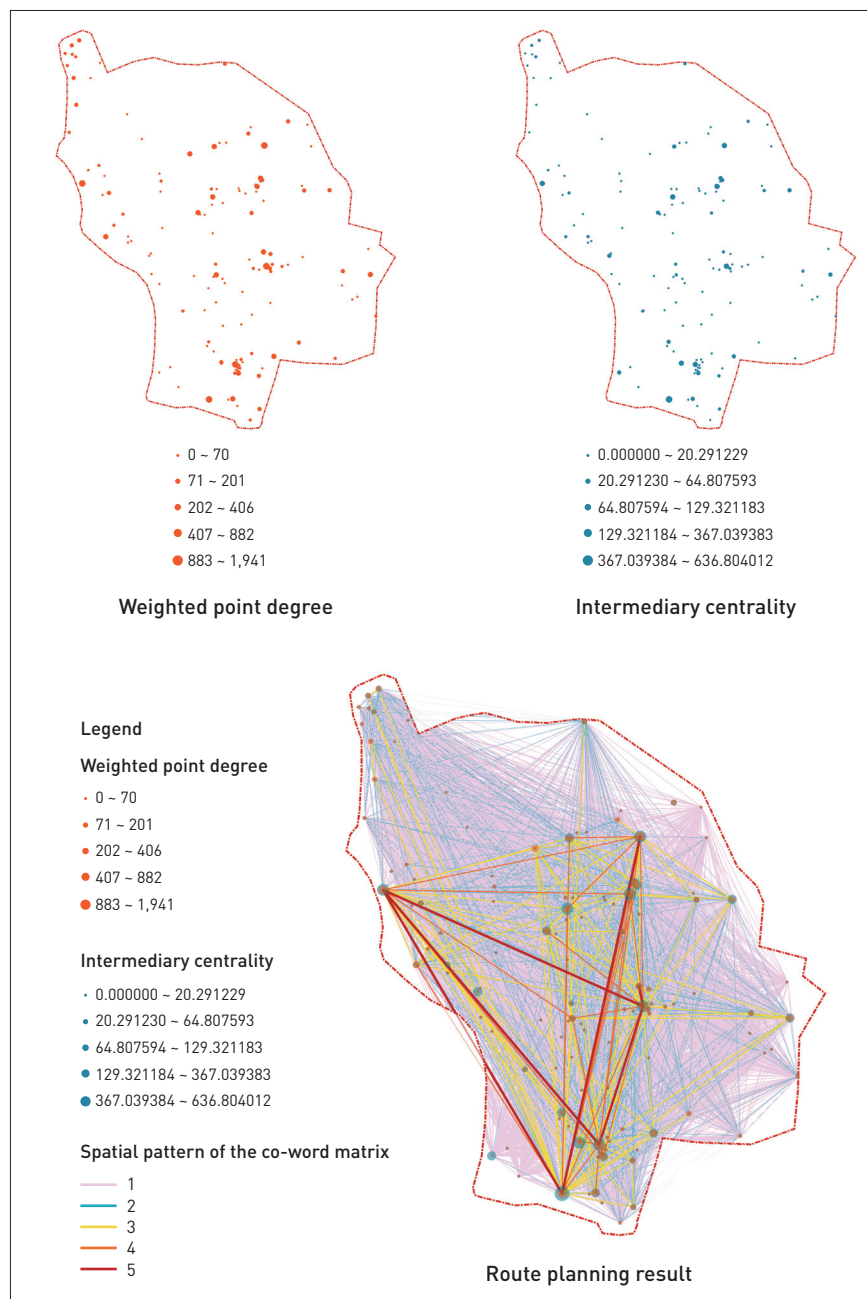 0 ~ 70
71 ~ 201
202 ~ 406
407 ~ 882
883 ~ 1,941
Weighted point degree
0.000000 ~ 20.291229
20.291230 ~ 64.807593
64.807594 ~ 129.321183
129.321184 ~ 367.039383
367.039384 ~ 636.804012
Intermediary centrality
Legend
Weighted point degree
0 ~ 70
71 ~ 201
202 ~ 406
407 ~ 882
883 ~ 1,941
Intermediary centrality
0.000000 ~ 20.291229
20.291230 ~ 64.807593
64.807594 ~ 129.321183
129.321184 ~ 367.039383
367.039384 ~ 636.804012
Spatial pattern of the co-word matrix
1
2
3
4
5
Route planning result